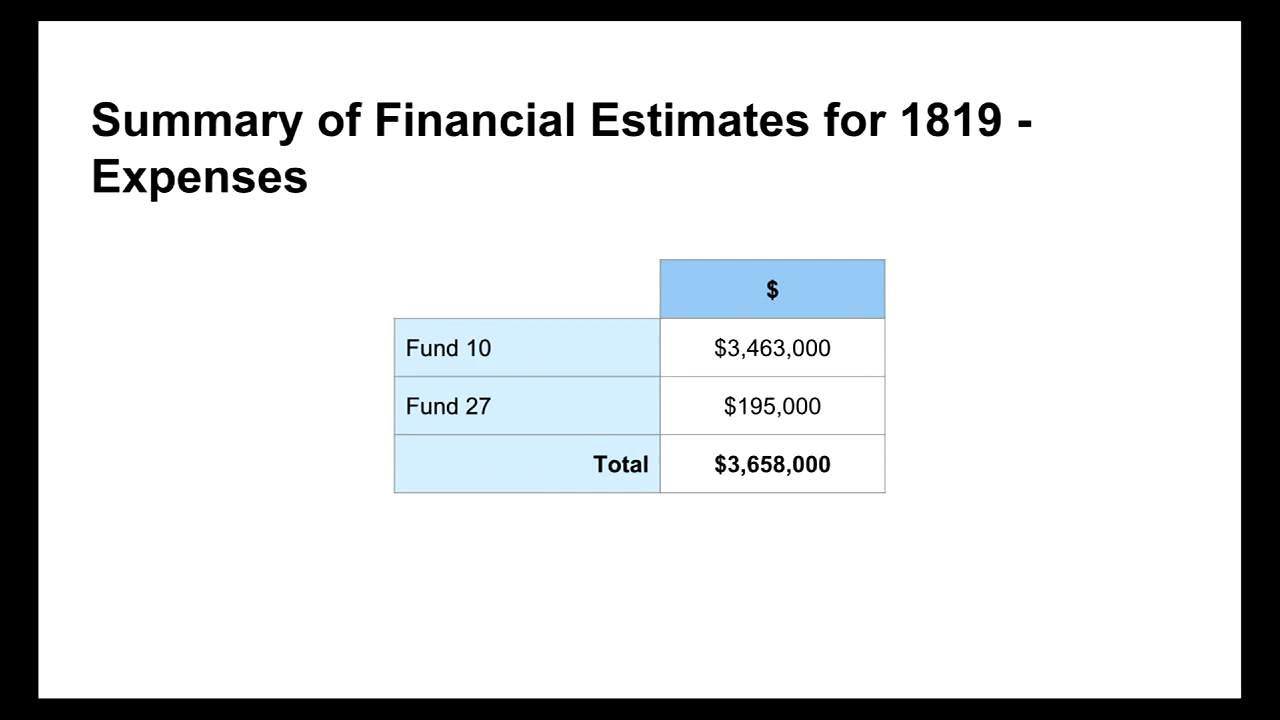 Summary of Financial Estimates for 1819 -
Expenses
$
Fund 10 $3,463,000
Fund 27 $195,000
Total $3,658,000